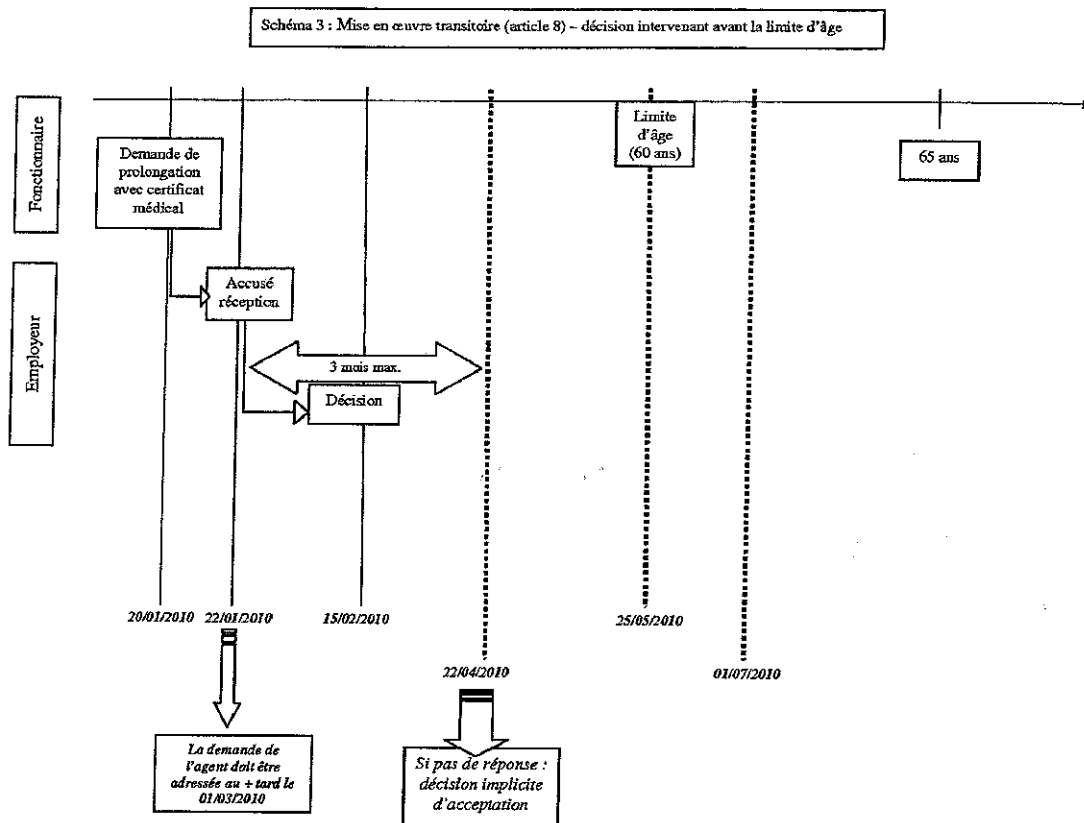 Schéma 3 : Mise en œuvre transitoire (article 8) – décision intervenant avant la limite d'âge
Fonctionnaire
Demande de
prolongation
avec certificat
médical
Limite
d'âge
(60 ans)
65 ans
Employeur
Accusé
réception
3 mois max.
Décision
20/01/2010
22/01/2010
15/02/2010
25/05/2010
22/04/2010
01/07/2010
La demande de
l'agent doit être
adressée au + tard le
01/03/2010
Si pas de réponse :
décision implicite
d'acceptation